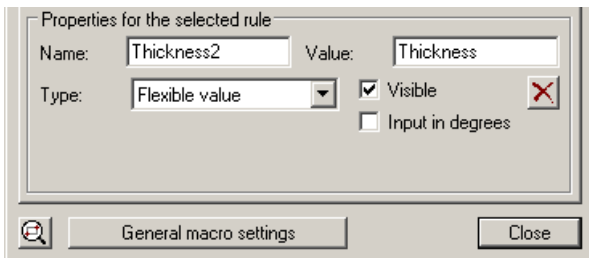 Properties for the selected rule
Name: Thickness2 Value: Thickness
Type: Flexible value Visible
Input in degrees
General macro settings Close